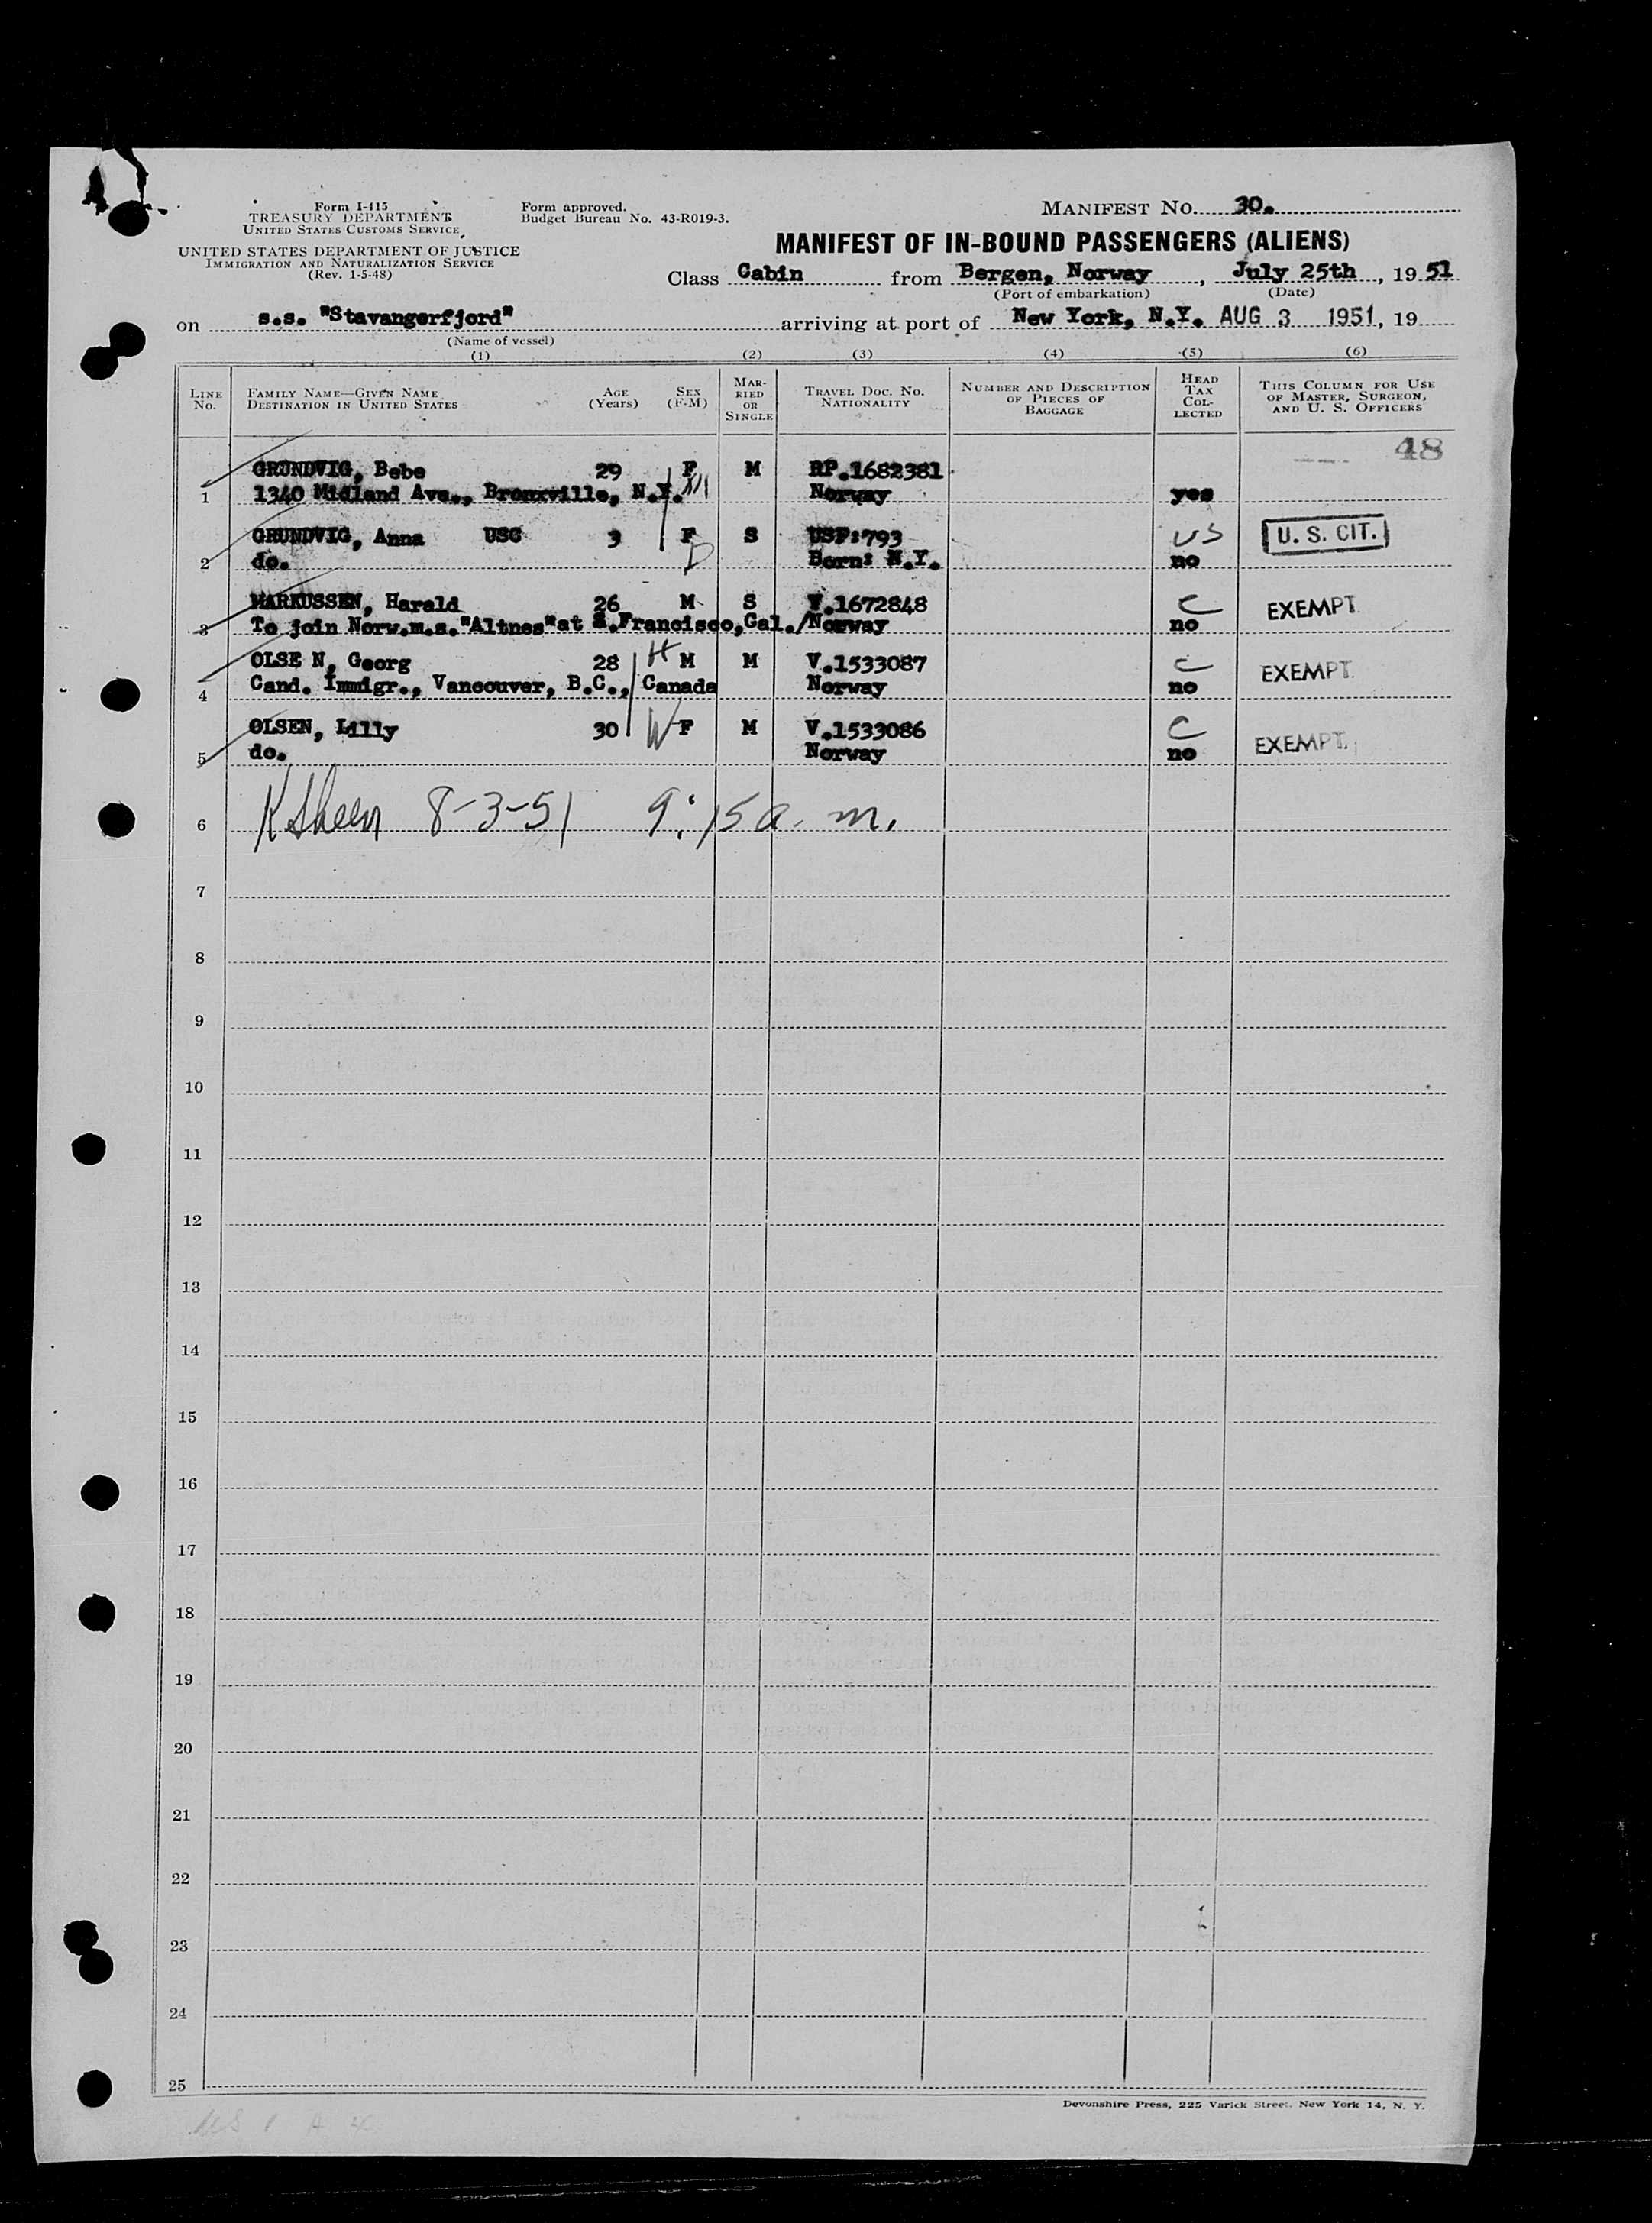 Form I-415
TREASURY DEPARTMENT
UNITED STATES CUSTOMS SERVICE
UNITED STATES DEPARTMENT OF JUSTICE
IMMIGRATION AND NATURALIZATION SERVICE
(Rev. 1-5-48)
Form approved.
Budget Bureau No. 43-R019-3.
MANIFEST NO. 30.
MANIFEST OF IN-BOUND PASSENGERS (ALIENS)
Class Cabin from Bergen, Norway, July 25th, 19 51
(Port of embarkation) (Date)
on s.s. "Stavangerfjord" arriving at port of New York, N.Y. AUG 3 1951, 19
(Name of vessel)
(1) (2) (3) (4) (5) (6)
LINE NO. FAMILY NAME—GIVEN NAME DESTINATION IN UNITED STATES AGE (Years) SEX (F-M) MARRIED OR SINGLE TRAVEL DOC. NO. NATIONALITY NUMBER AND DESCRIPTION OF PIECES OF BAGGAGE HEAD TAX COLLECTED THIS COLUMN FOR USE OF MASTER, SURGEON, AND U. S. OFFICERS
48
GRUNDVIG, Bebe 29 F M RP.1682381
1 1340 Midland Ave., Bronxville, N.Y. Norway yes
GRUNDVIG, Anna USC 3 F S USP:793 US U. S. CIT.
2 do. Born: N.Y. no
MARKUSSEN, Harald 26 M S V.1672848 C EXEMPT
3 To join Norw.m.s."Altnes"at S.Francisco,Cal./Norway no
OLSE N, Georg 28 H M M V.1533087 C EXEMPT
4 Cand. Immigr., Vancouver, B.C., Canada Norway no
OLSEN, Lilly 30 W F M V.1533086 C EXEMPT
5 do. Norway no
6 8-3-51 9:15 a. m.
7
8
9
10
11
12
13
14
15
16
17
18
19
20
21
22
23
24
25
Devonshire Press, 225 Varick Street, New York 14, N. Y.